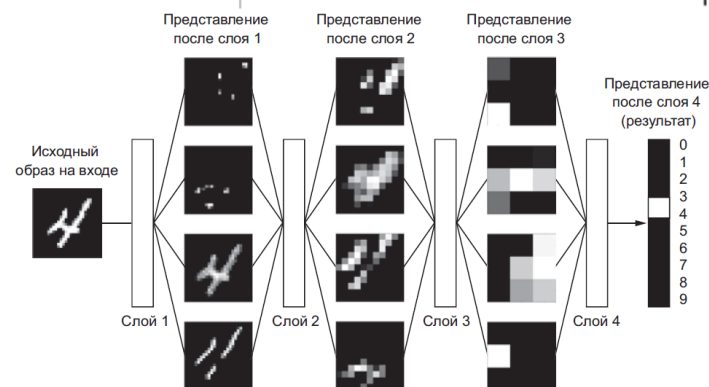 Представление
после слоя 1
Представление
после слоя 2
Представление
после слоя 3
Представление
после слоя 4
(результат)
Исходный
образ на входе
0
1
2
3
4
5
6
7
8
9
Слой 1
Слой 2
Слой 3
Слой 4